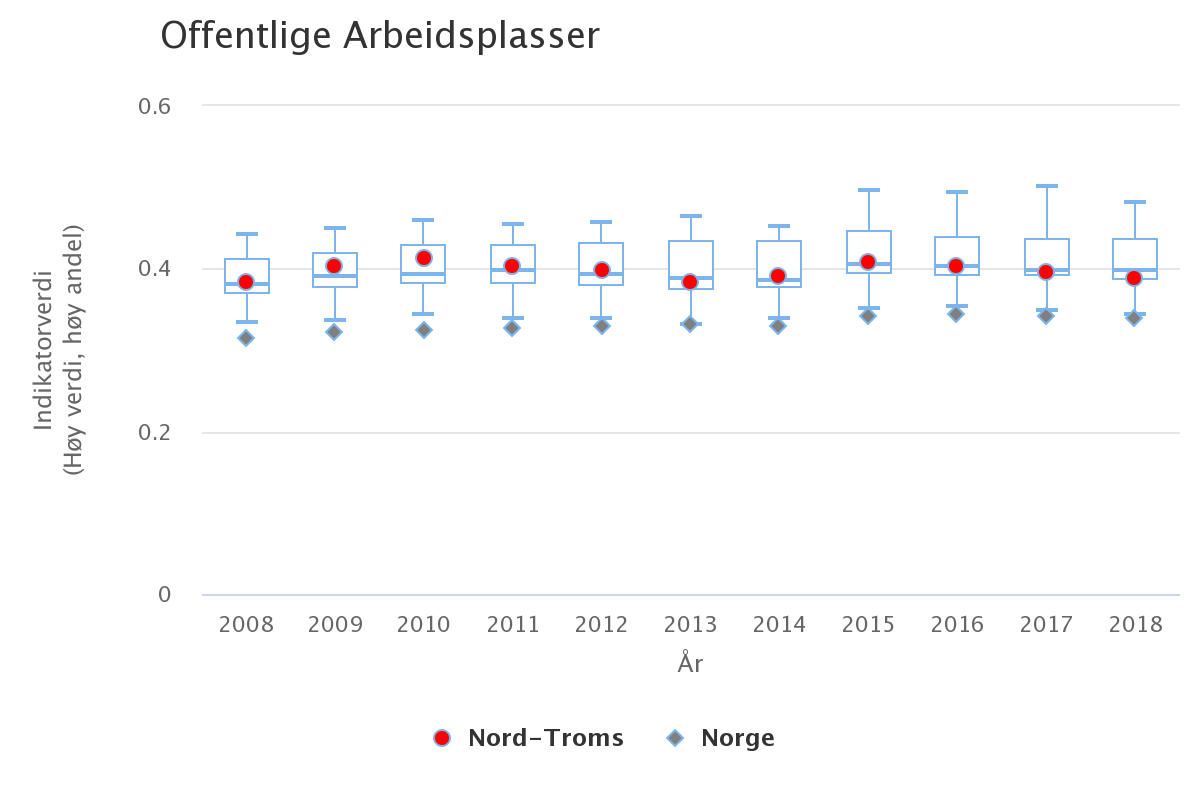 Offentlige Arbeidsplasser
Indikatorverdi
(Høy verdi, høy andel)
0.6
0.4
0.2
0
2008 2009 2010 2011 2012 2013 2014 2015 2016 2017 2018
År
Nord-Troms Norge